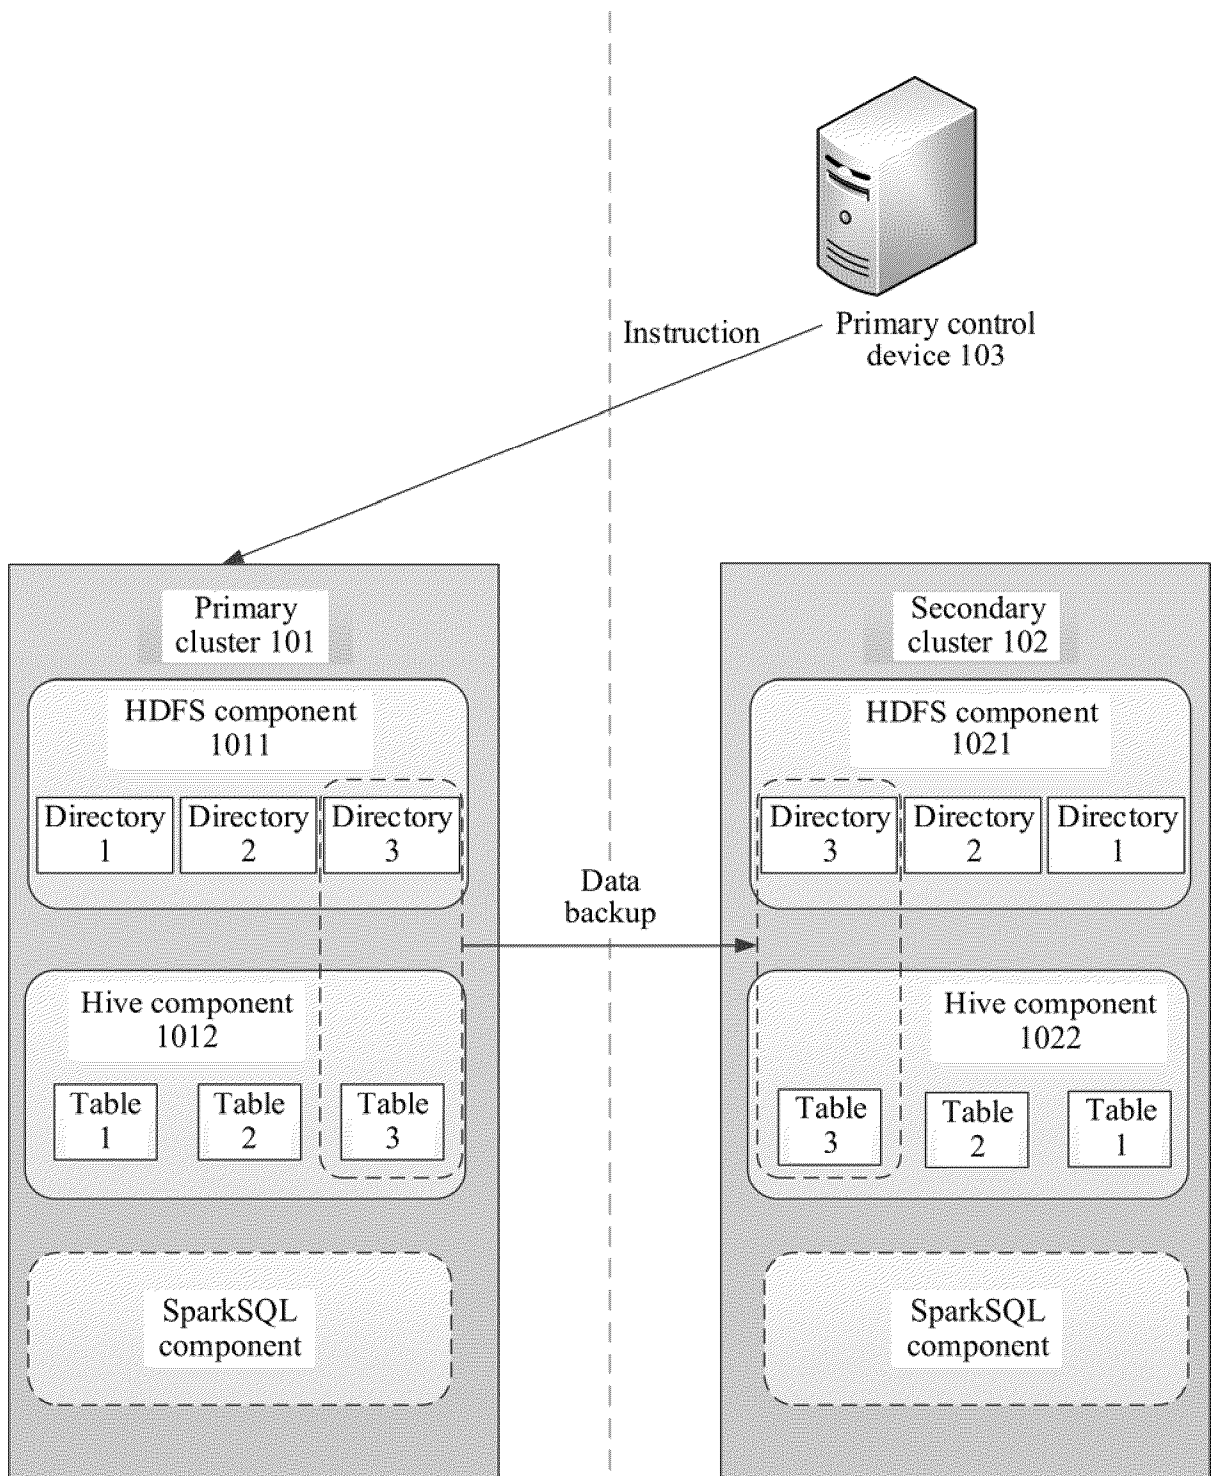 Instruction
Primary control
device 103
Primary
cluster 101
HDFS component
1011
Directory
1
Directory
2
Directory
3
Hive component
1012
Table
1
Table
2
Table
3
SparkSQL
component
Data
backup
Secondary
cluster 102
HDFS component
1021
Directory
3
Directory
2
Directory
1
Hive component
1022
Table
3
Table
2
Table
1
SparkSQL
component